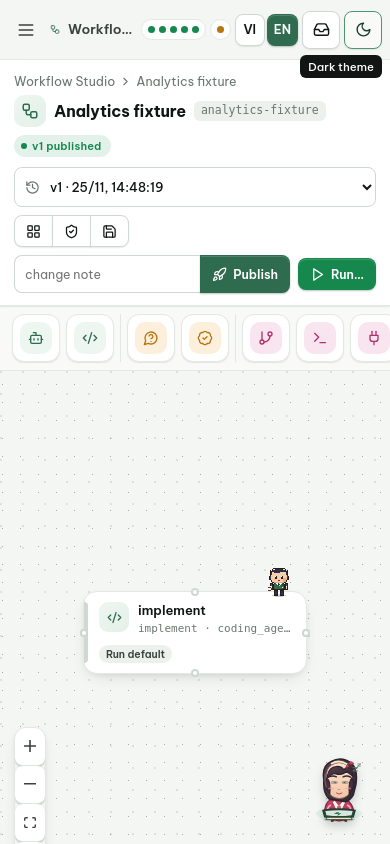 Workflo...
VI
EN
Dark theme
Workflow Studio > Analytics fixture
Analytics fixture
analytics-fixture
v1 published
v1 · 25/11, 14:48:19
change note
Publish
Run...
implement
implement · coding_age...
Run default